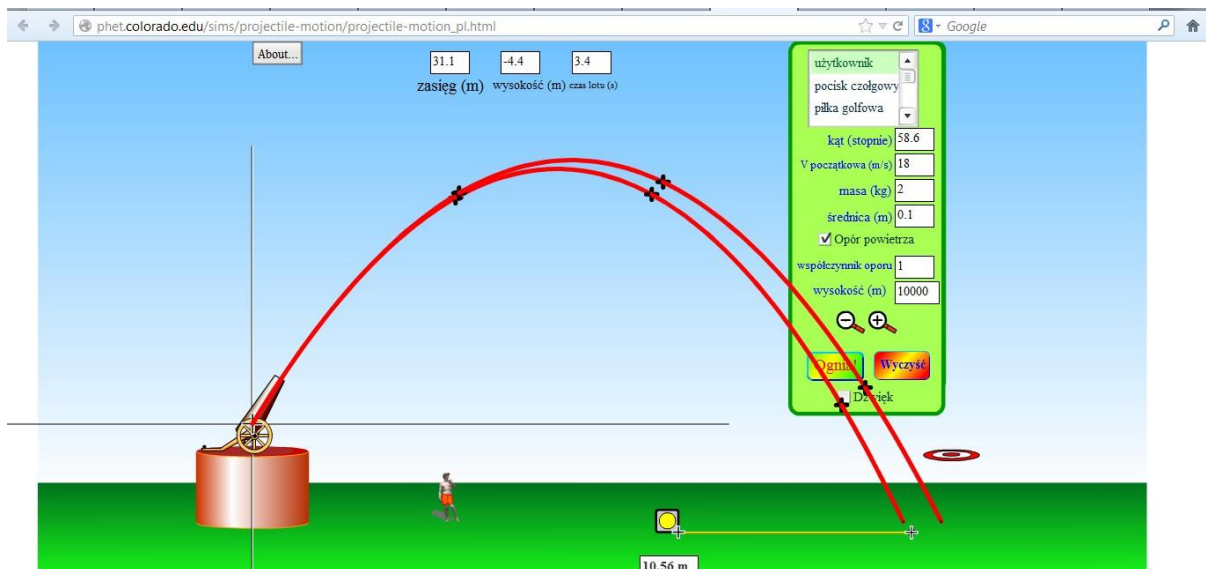 phet.colorado.edu/sims/projectile-motion/projectile-motion_pl.html
Google
About...
31.1 -4.4 3.4
zasięg (m) wysokość (m) czas lotu (s)
użytkownik
pocisk czołgowy
piłka golfowa
kąt (stopnie) 58.6
V początkowa (m/s) 18
masa (kg) 2
średnica (m) 0.1
Opór powietrza
współczynnik oporu 1
wysokość (m) 10000
Ognia! Wyczyść
Dźwięk
10.56 m